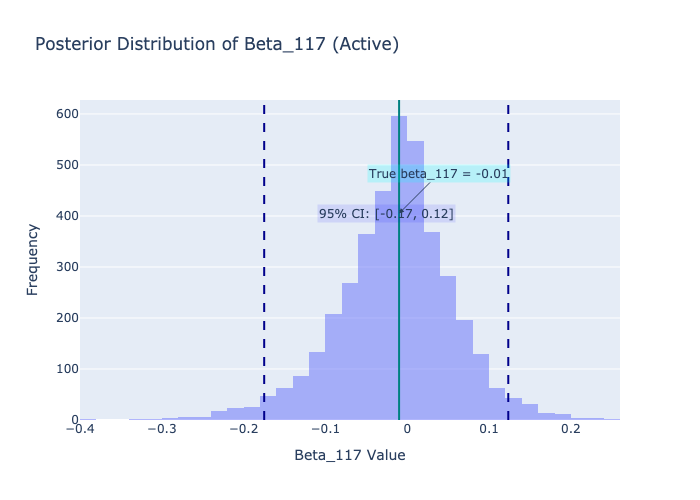 Posterior Distribution of Beta_117 (Active)
600
500
400
300
200
100
0
True beta_117 = -0.01
95% CI: [-0.17, 0.12]
Frequency
−0.4
−0.3
−0.2
−0.1
0
0.1
0.2
Beta_117 Value